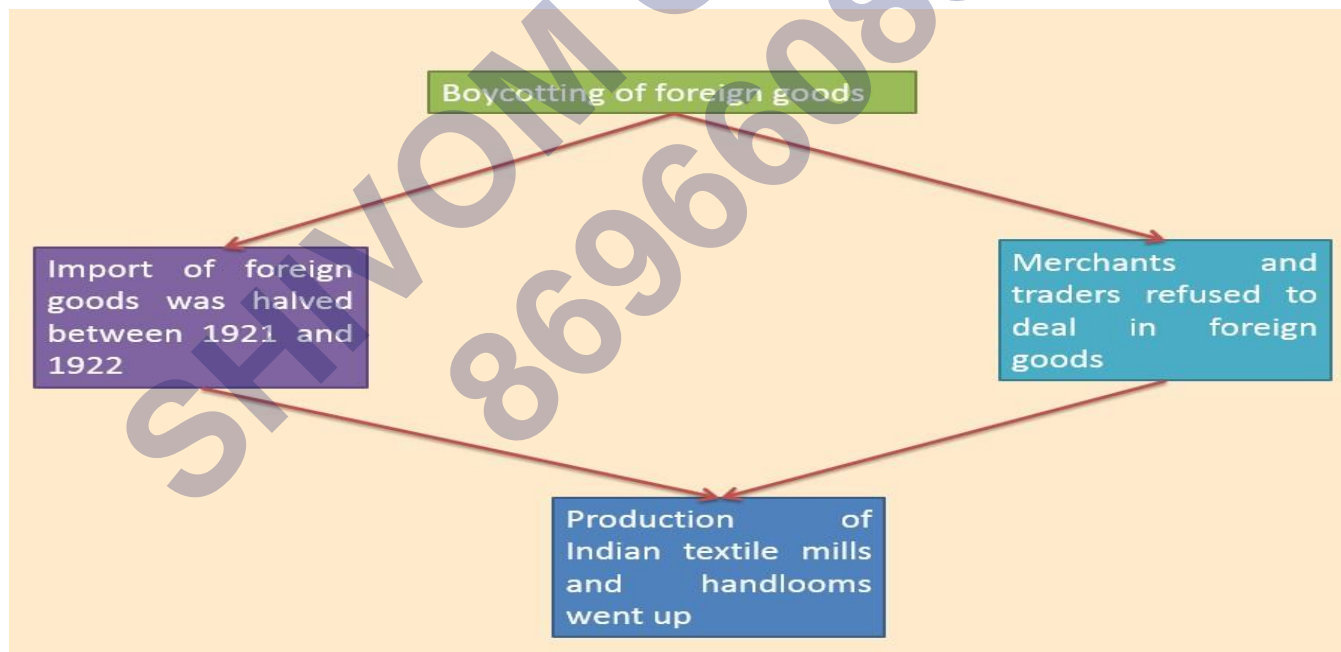 Boycotting of foreign goods
Import of foreign
goods was halved
between 1921 and
1922
Merchants and
traders refused to
deal in foreign
goods
Production of
Indian textile mills
and handlooms
went up
SHIVOM